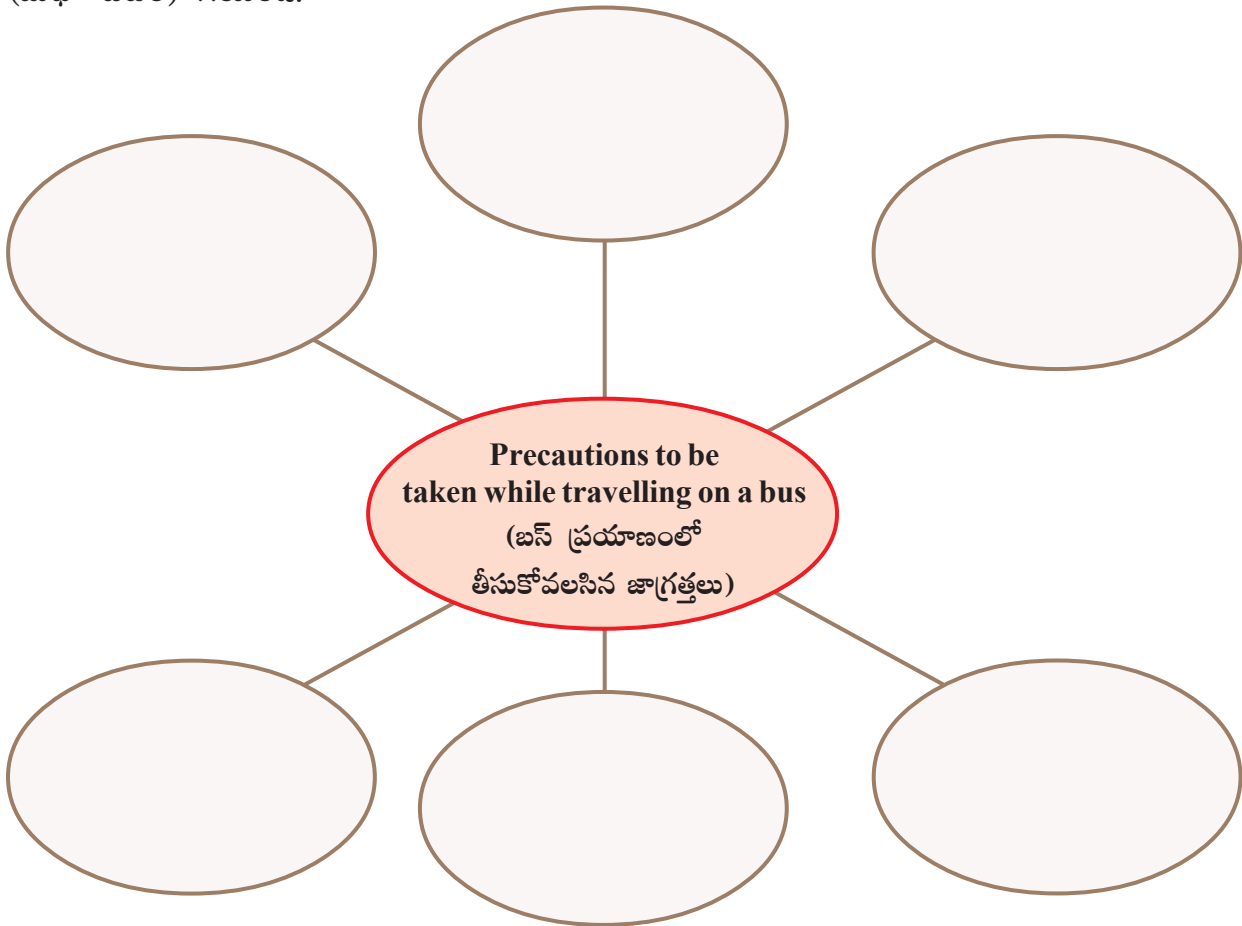 Precautions to be
taken while travelling on a bus
(బస్ ప్రయాణంలో
తీసుకోవలసిన జాగ్రత్తలు)